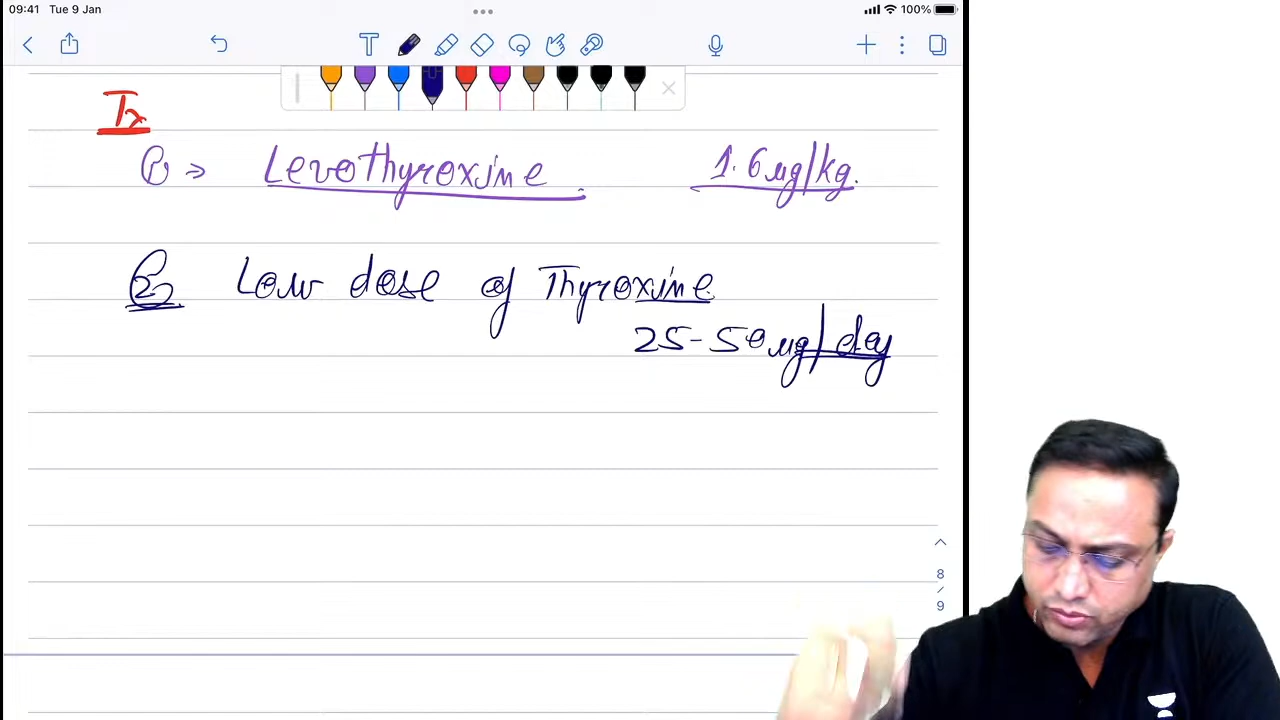 09:41 Tue 9 Jan
100%
Tx
① ⇒ Levothyroxine. 1.6 µg/kg.
② Low dose of Thyroxine.
25-50 µg/day
8
9